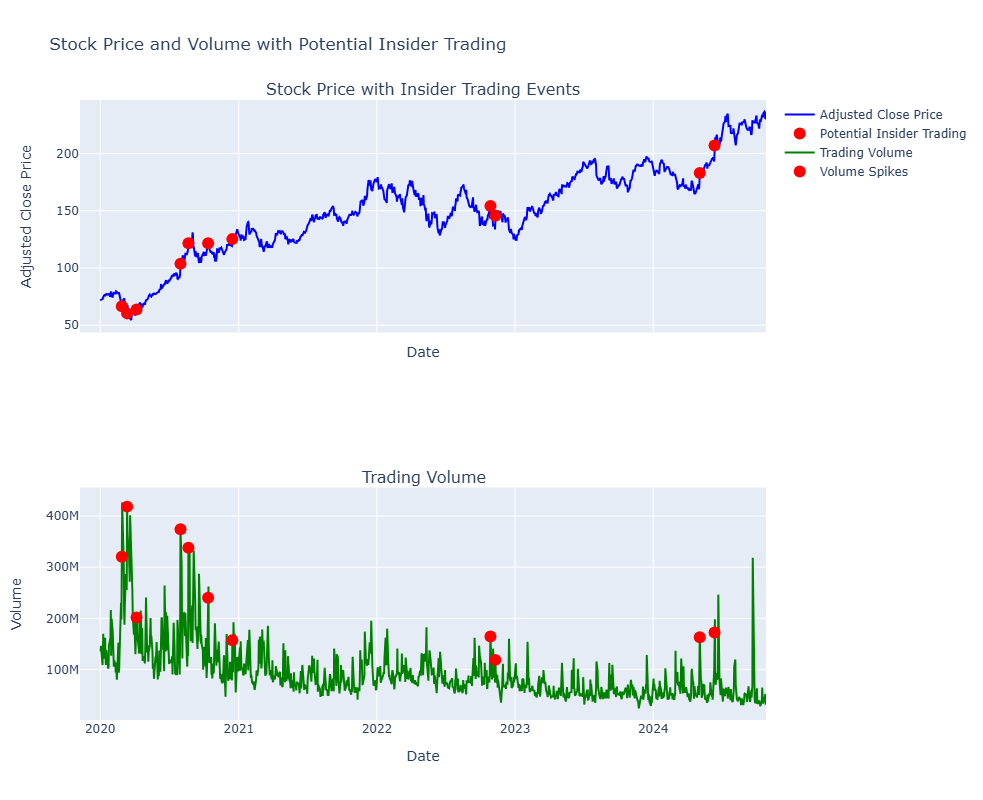 Stock Price and Volume with Potential Insider Trading
Stock Price with Insider Trading Events
Adjusted Close Price
Potential Insider Trading
Trading Volume
Volume Spikes
Adjusted Close Price
200
150
100
50
Date
Trading Volume
Volume
400M
300M
200M
100M
2020 2021 2022 2023 2024
Date